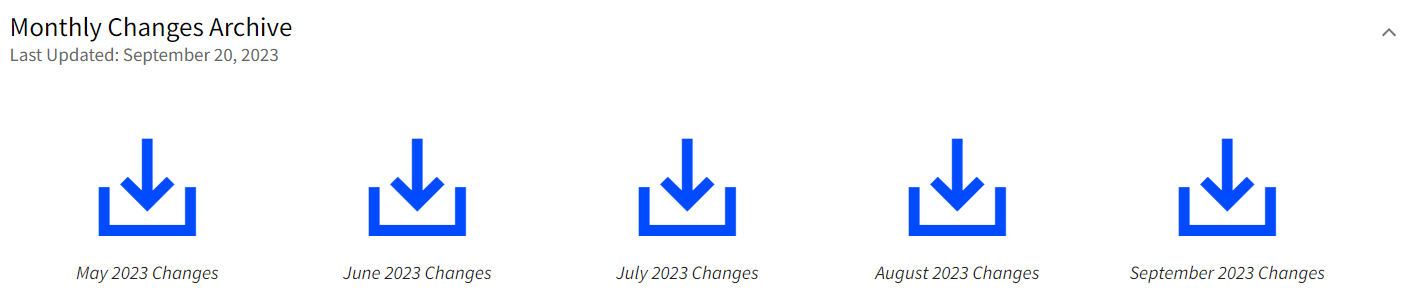 Monthly Changes Archive
Last Updated: September 20, 2023
May 2023 Changes
June 2023 Changes
July 2023 Changes
August 2023 Changes
September 2023 Changes